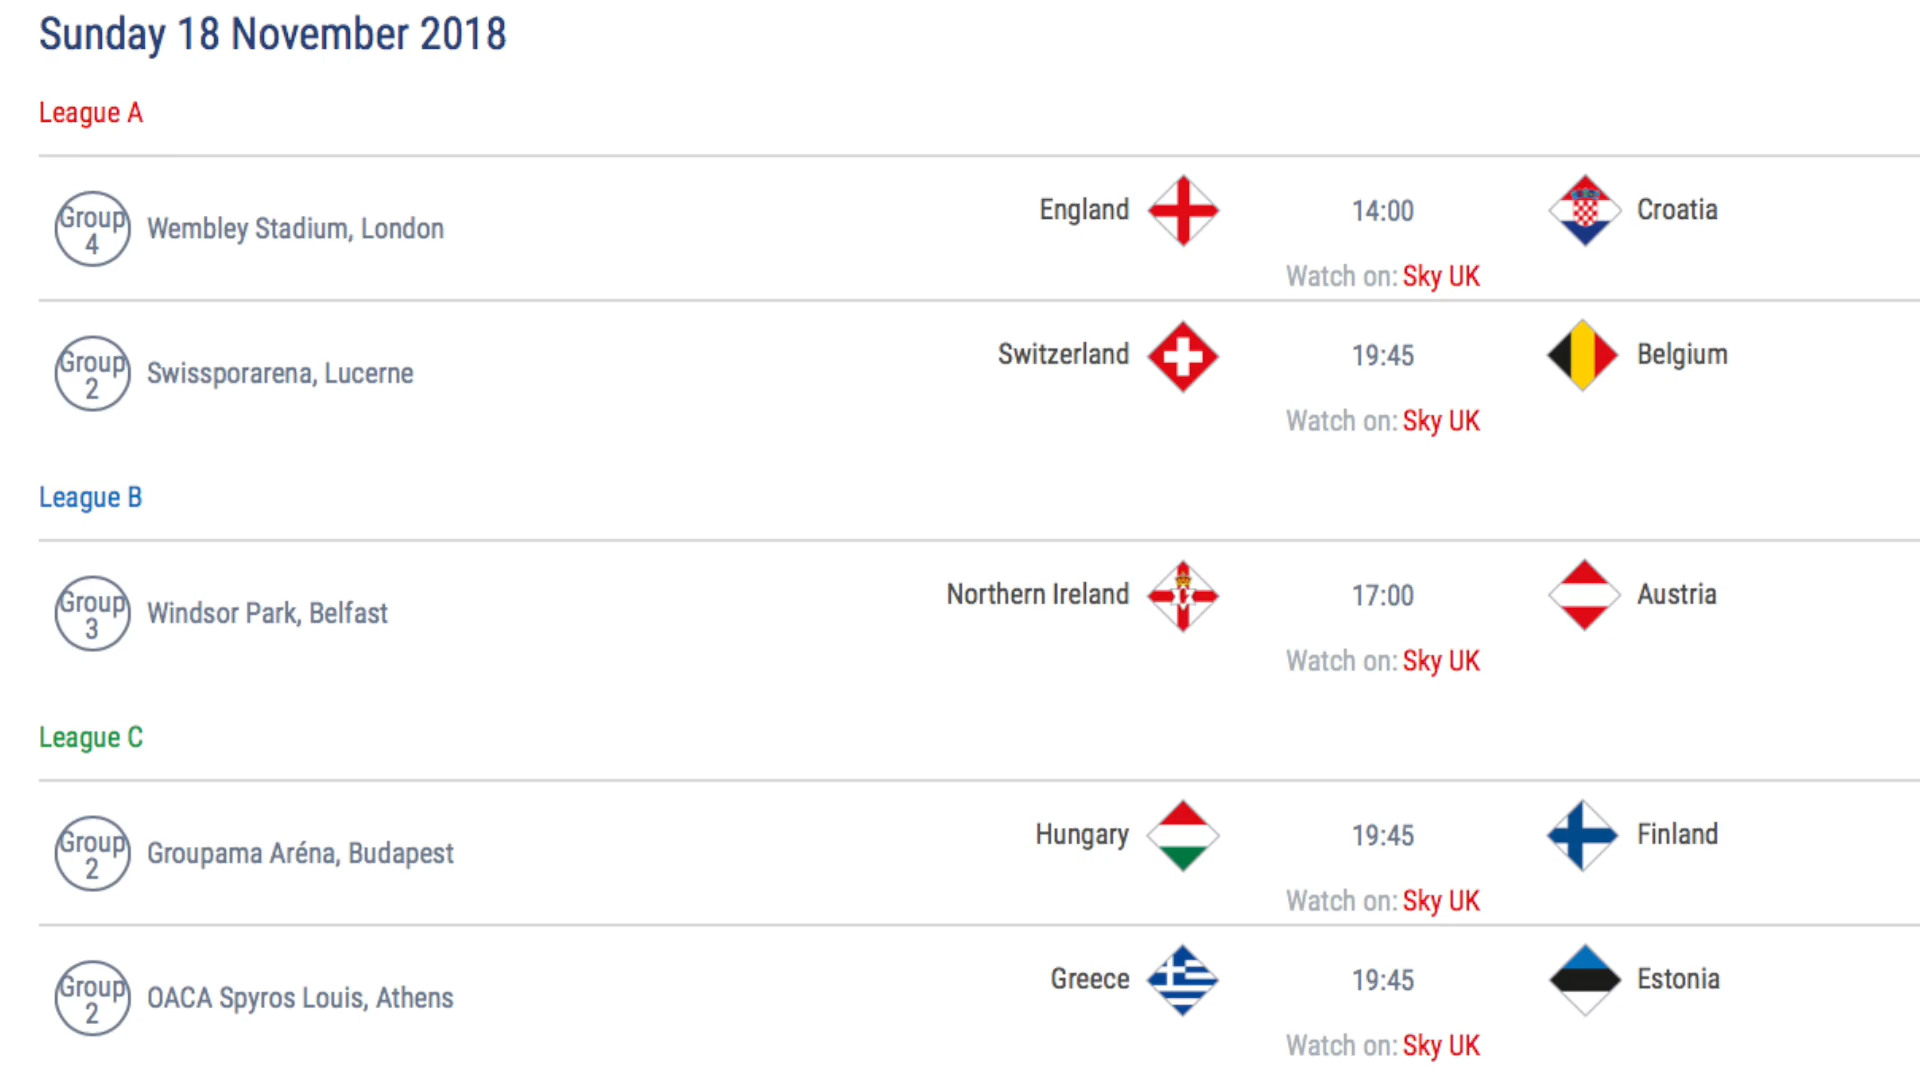 Sunday 18 November 2018
League A
Group 4 Wembley Stadium, London England 14:00 Croatia
Watch on: Sky UK
Group 2 Swissporarena, Lucerne Switzerland 19:45 Belgium
Watch on: Sky UK
League B
Group 3 Windsor Park, Belfast Northern Ireland 17:00 Austria
Watch on: Sky UK
League C
Group 2 Groupama Aréna, Budapest Hungary 19:45 Finland
Watch on: Sky UK
Group 2 OACA Spyros Louis, Athens Greece 19:45 Estonia
Watch on: Sky UK